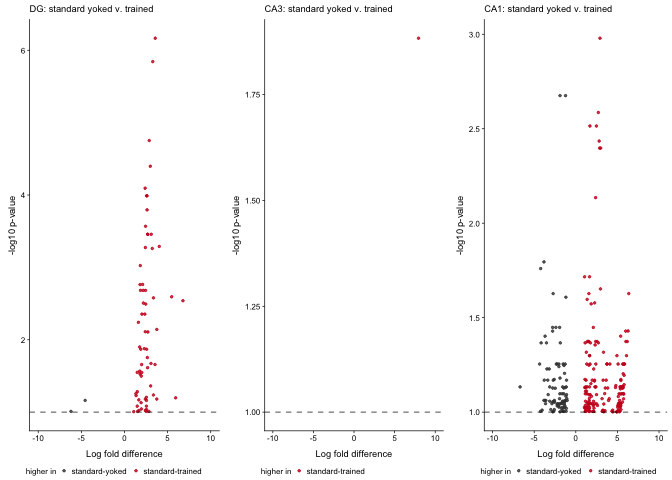 DG: standard yoked v. trained
CA3: standard yoked v. trained
CA1: standard yoked v. trained
-log10 p-value
6
4
2
-10
-5
0
5
10
Log fold difference
higher in standard-yoked standard-trained
-log10 p-value
1.75
1.50
1.25
1.00
-10
-5
0
5
10
Log fold difference
higher in standard-trained
-log10 p-value
3.0
2.5
2.0
1.5
1.0
-10
-5
0
5
10
Log fold difference
higher in standard-yoked standard-trained